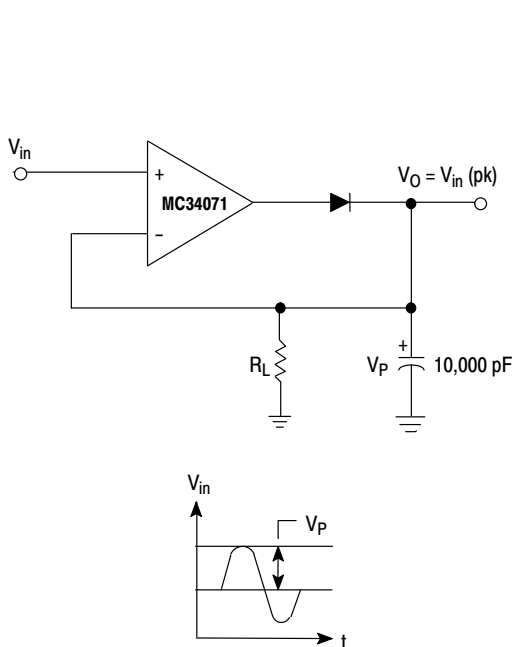 Vin
+
MC34071
–
VO = Vin (pk)
RL
+
VP
10,000 pF
Vin
VP
t